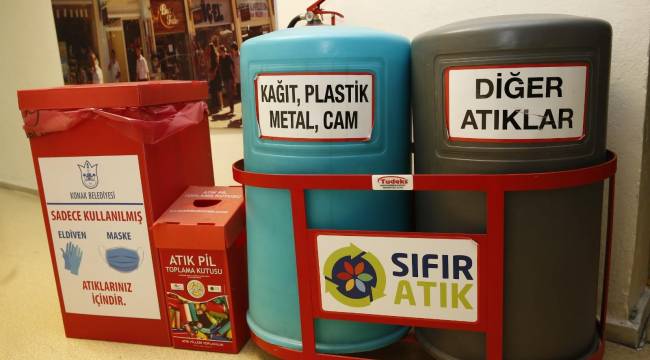 KONAK BELEDİYESİ
SADECE KULLANILMIŞ
ELDİVEN MASKE
ATIKLARINIZ
İÇİNDİR.
ATIK PİL
TOPLAMA KUTUSU
KAĞIT, PLASTİK
METAL, CAM
DİĞER
ATIKLAR
Tudeks
SIFIR
ATIK